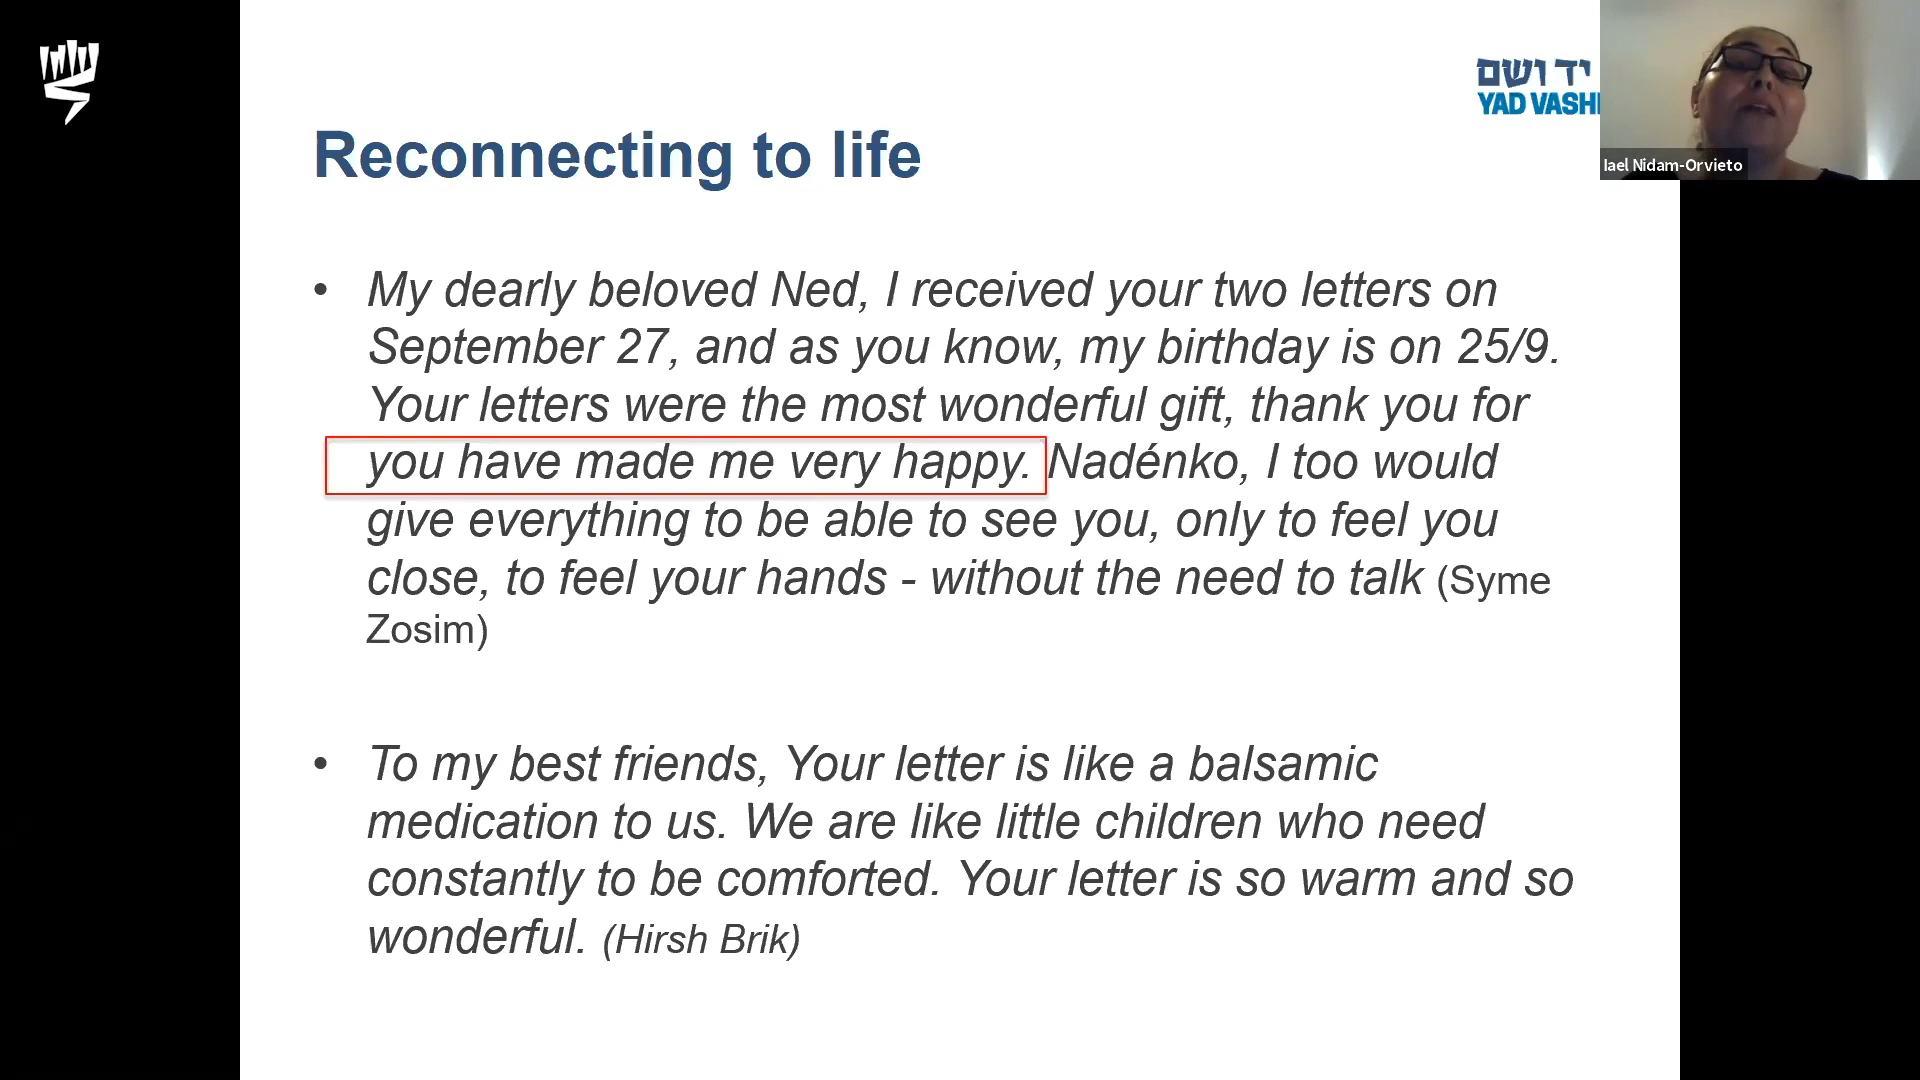 יד ושם
YAD VASH
Iael Nidam-Orvieto
Reconnecting to life
• My dearly beloved Ned, I received your two letters on
September 27, and as you know, my birthday is on 25/9.
Your letters were the most wonderful gift, thank you for
you have made me very happy. Nadénko, I too would
give everything to be able to see you, only to feel you
close, to feel your hands - without the need to talk (Syme
Zosim)
• To my best friends, Your letter is like a balsamic
medication to us. We are like little children who need
constantly to be comforted. Your letter is so warm and so
wonderful. (Hirsh Brik)